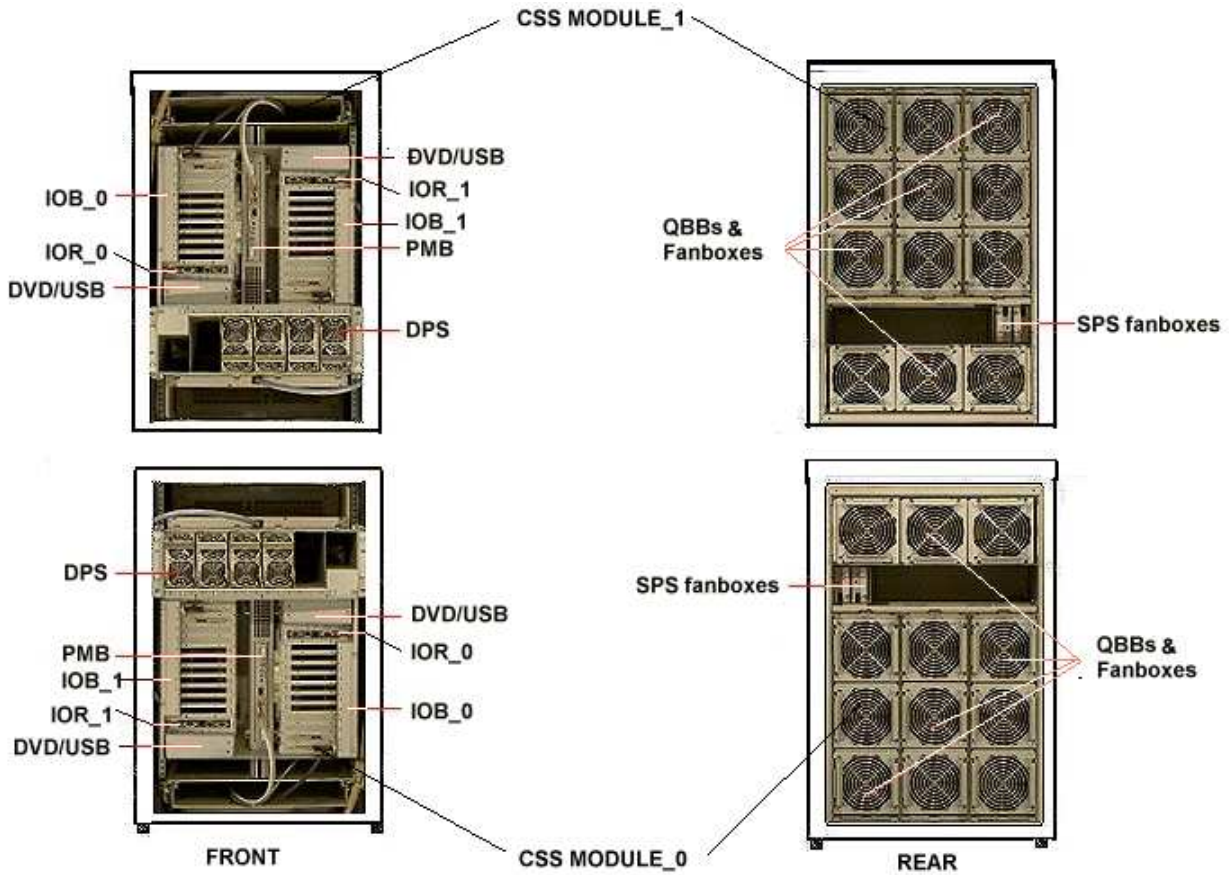 CSS MODULE_1
DVD/USB
IOR_1
IOB_0
IOB_1
PMB
IOR_0
DVD/USB
DPS
QBBs &
Fanboxes
SPS fanboxes
DPS
DVD/USB
PMB
IOR_0
IOB_1
IOB_0
IOR_1
DVD/USB
SPS fanboxes
QBBs &
Fanboxes
FRONT
CSS MODULE_0
REAR